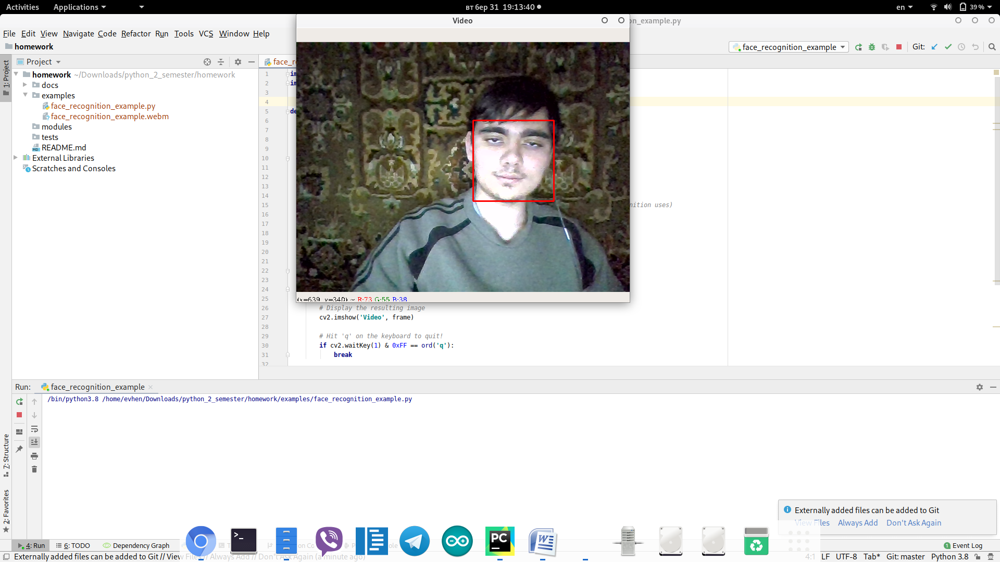 Activities Applications вт бер 31 19:13:40 en 39 %
Video
on_example.py
File Edit View Navigate Code Refactor Run Tools VCS Window Help
homework
face_recognition_example Git:
1: Project
Project
homework ~/Downloads/python_2_semester/homework
docs
examples
face_recognition_example.py
face_recognition_example.webm
modules
tests
README.md
External Libraries
Scratches and Consoles
face_r
1 im
2 im
3
4
5 de
6
7
8
9
10
11
12
13
14
15 nition uses)
16
17
18
19
20
21
22
23
24
25
(x=639, y=340) ~ R:73 G:55 B:38
26 # Display the resulting image
27 cv2.imshow('Video', frame)
28
29 # Hit 'q' on the keyboard to quit!
30 if cv2.waitKey(1) & 0xFF == ord('q'):
31 break
32
Run: face_recognition_example
/bin/python3.8 /home/evhen/Downloads/python_2_semester/homework/examples/face_recognition_example.py
7: Structure
2: Favorites
Externally added files can be added to Git
View Files Always Add Don't Ask Again
>_
PC
W
4: Run 6: TODO Dependency Graph
1 Event Log
Externally added files can be added to Git // View Files // Always Add // Don't Ask Again (a minute ago)
4:1 LF UTF-8 Tab* Git: master Python 3.8